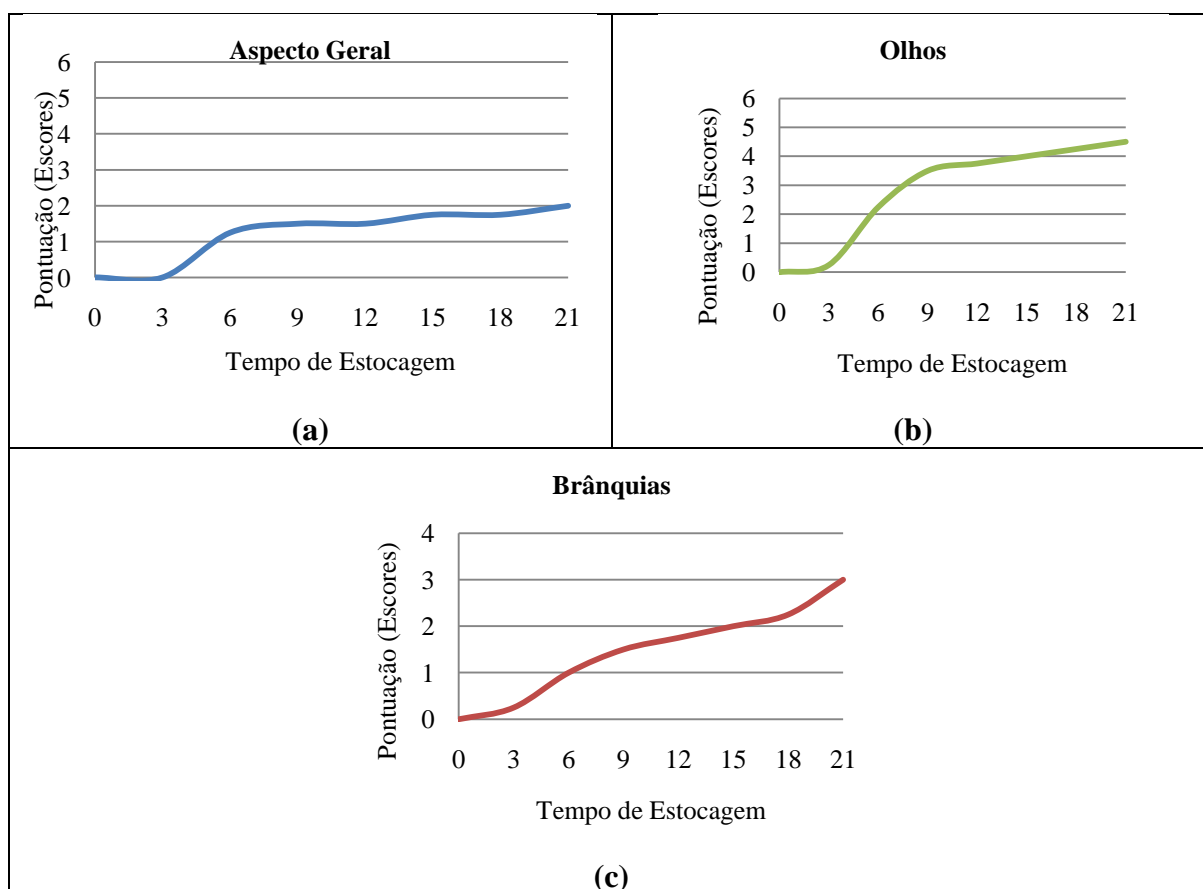 Aspecto Geral
Pontuação (Escores)
6
5
4
3
2
1
0
0 3 6 9 12 15 18 21
Tempo de Estocagem
(a)
Olhos
Pontuação (Escores)
6
5
4
3
2
1
0
0 3 6 9 12 15 18 21
Tempo de Estocagem
(b)
Brânquias
Pontuação (Escores)
4
3
2
1
0
0 3 6 9 12 15 18 21
Tempo de Estocagem
(c)